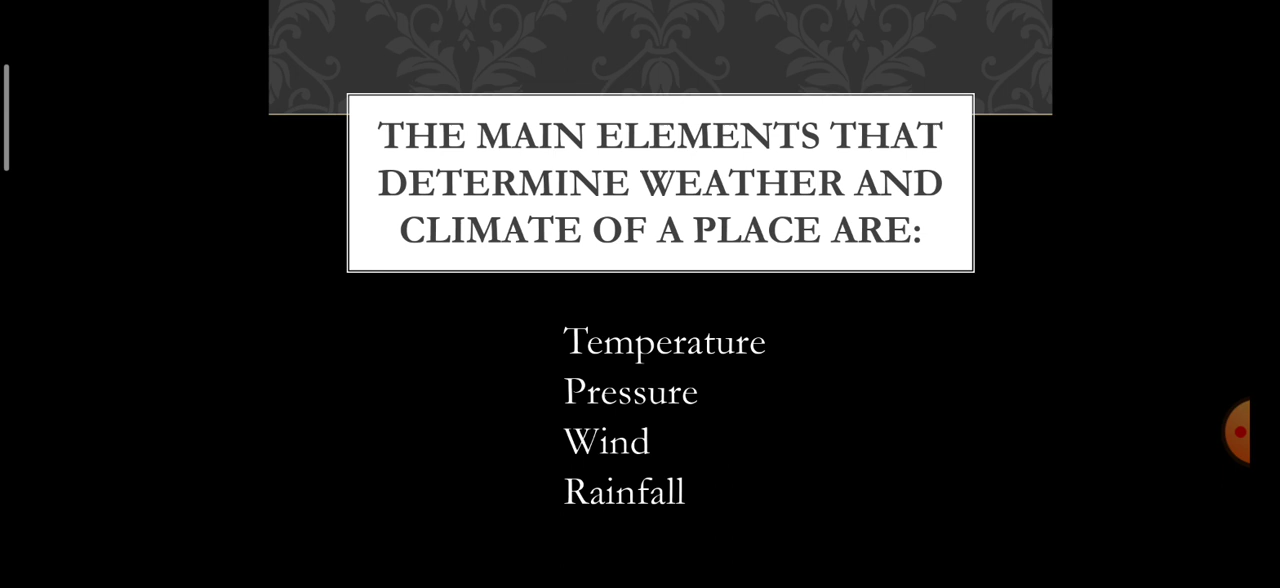 THE MAIN ELEMENTS THAT
DETERMINE WEATHER AND
CLIMATE OF A PLACE ARE:
Temperature
Pressure
Wind
Rainfall